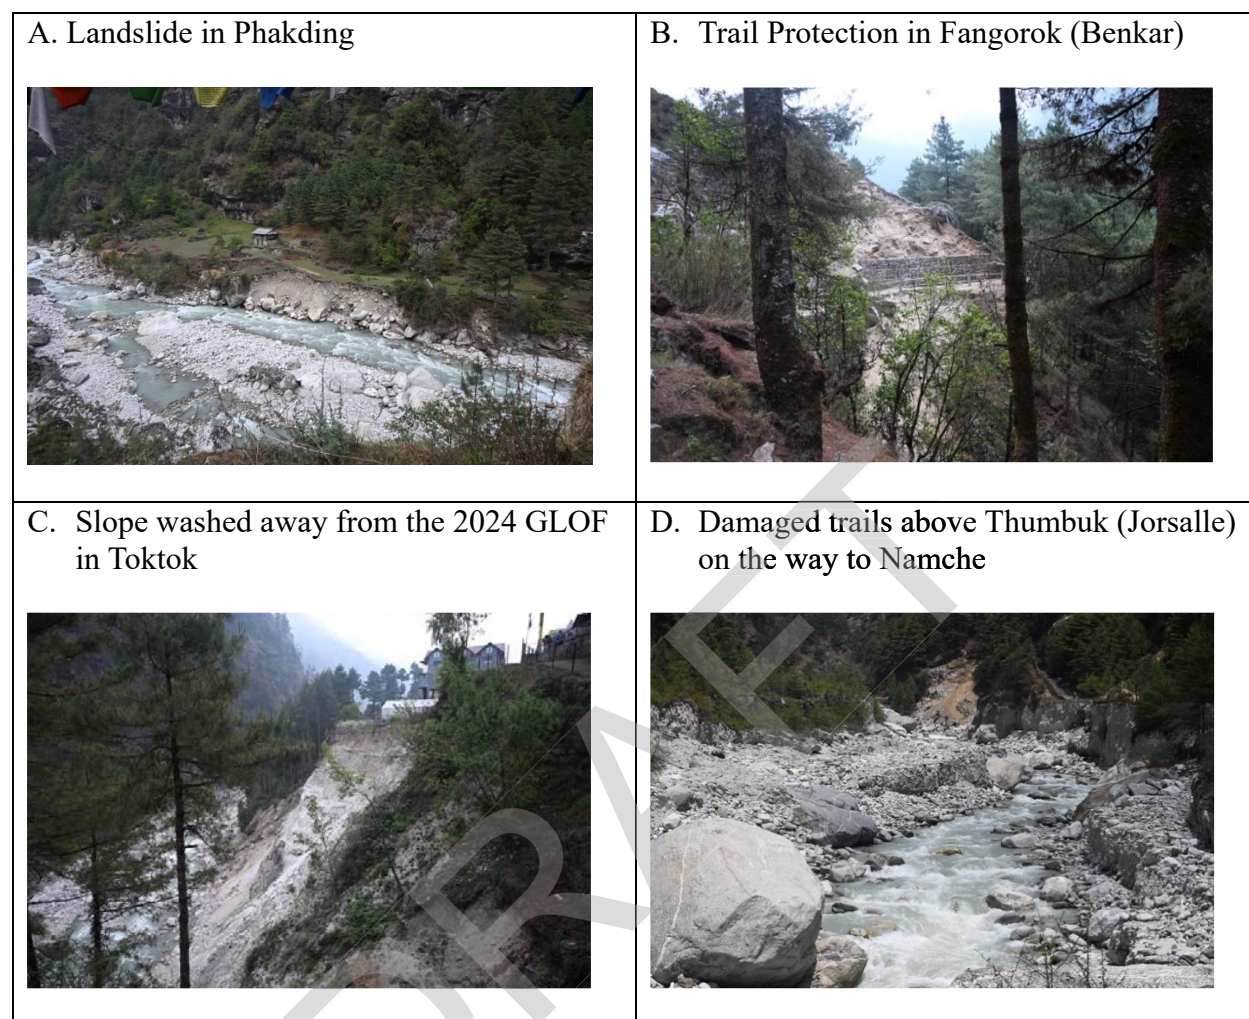 A. Landslide in Phakding
B. Trail Protection in Fangorok (Benkar)
C. Slope washed away from the 2024 GLOF
in Toktok
D. Damaged trails above Thumbuk (Jorsalle)
on the way to Namche
DRAFT